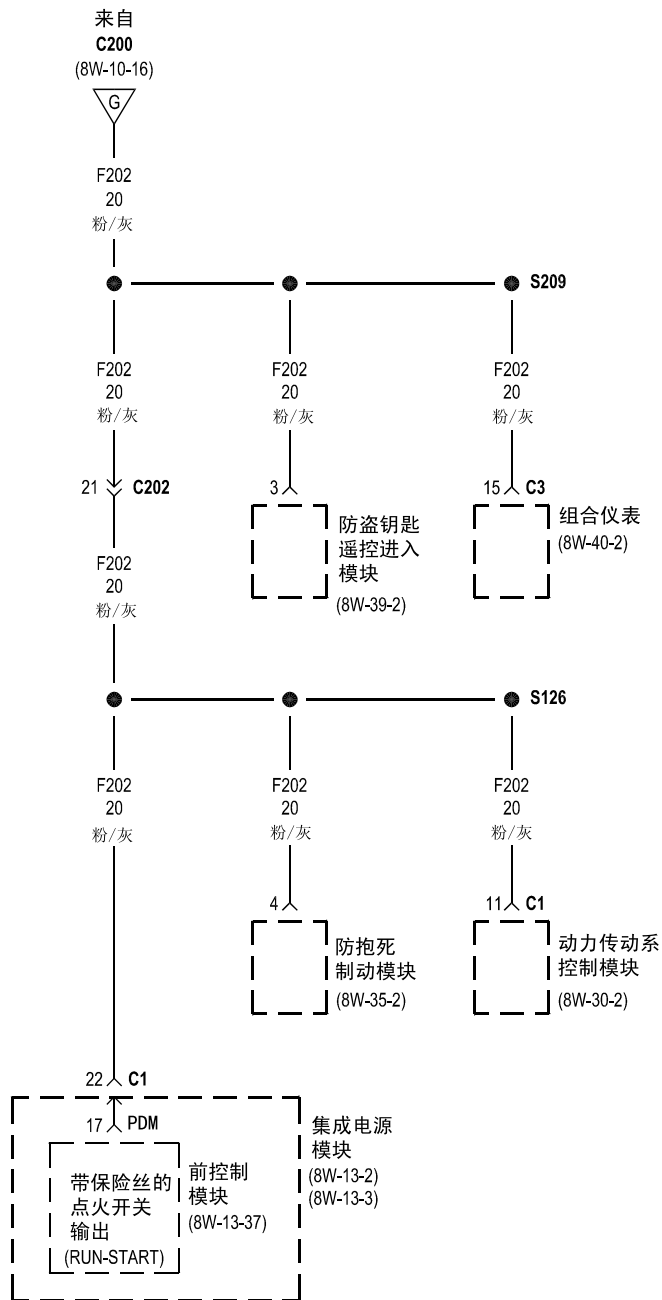 来自
C200
(8W-10-16)
G
F202
20
粉/灰
S209
F202
20
粉/灰
F202
20
粉/灰
F202
20
粉/灰
21 C202
3
15 C3
防盗钥匙
遥控进入
模块
(8W-39-2)
组合仪表
(8W-40-2)
F202
20
粉/灰
S126
F202
20
粉/灰
F202
20
粉/灰
F202
20
粉/灰
4
11 C1
防抱死
制动模块
(8W-35-2)
动力传动系
控制模块
(8W-30-2)
22 C1
17 PDM
集成电源
模块
(8W-13-2)
(8W-13-3)
带保险丝的
点火开关
输出
(RUN-START)
前控制
模块
(8W-13-37)